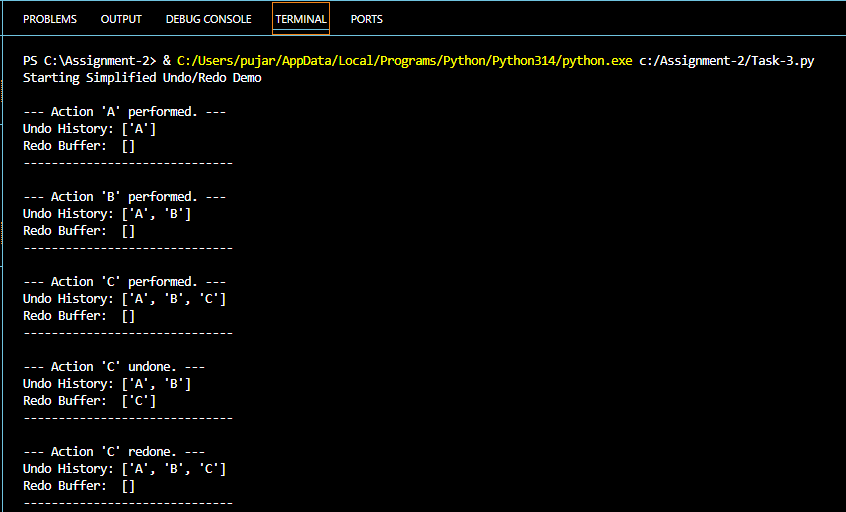 PROBLEMS OUTPUT DEBUG CONSOLE TERMINAL PORTS
PS C:\Assignment-2> & C:/Users/pujar/AppData/Local/Programs/Python/Python314/python.exe c:/Assignment-2/Task-3.py
Starting Simplified Undo/Redo Demo
--- Action 'A' performed. ---
Undo History: ['A']
Redo Buffer:  []
------------------------------
--- Action 'B' performed. ---
Undo History: ['A', 'B']
Redo Buffer:  []
------------------------------
--- Action 'C' performed. ---
Undo History: ['A', 'B', 'C']
Redo Buffer:  []
------------------------------
--- Action 'C' undone. ---
Undo History: ['A', 'B']
Redo Buffer:  ['C']
------------------------------
--- Action 'C' redone. ---
Undo History: ['A', 'B', 'C']
Redo Buffer:  []
------------------------------